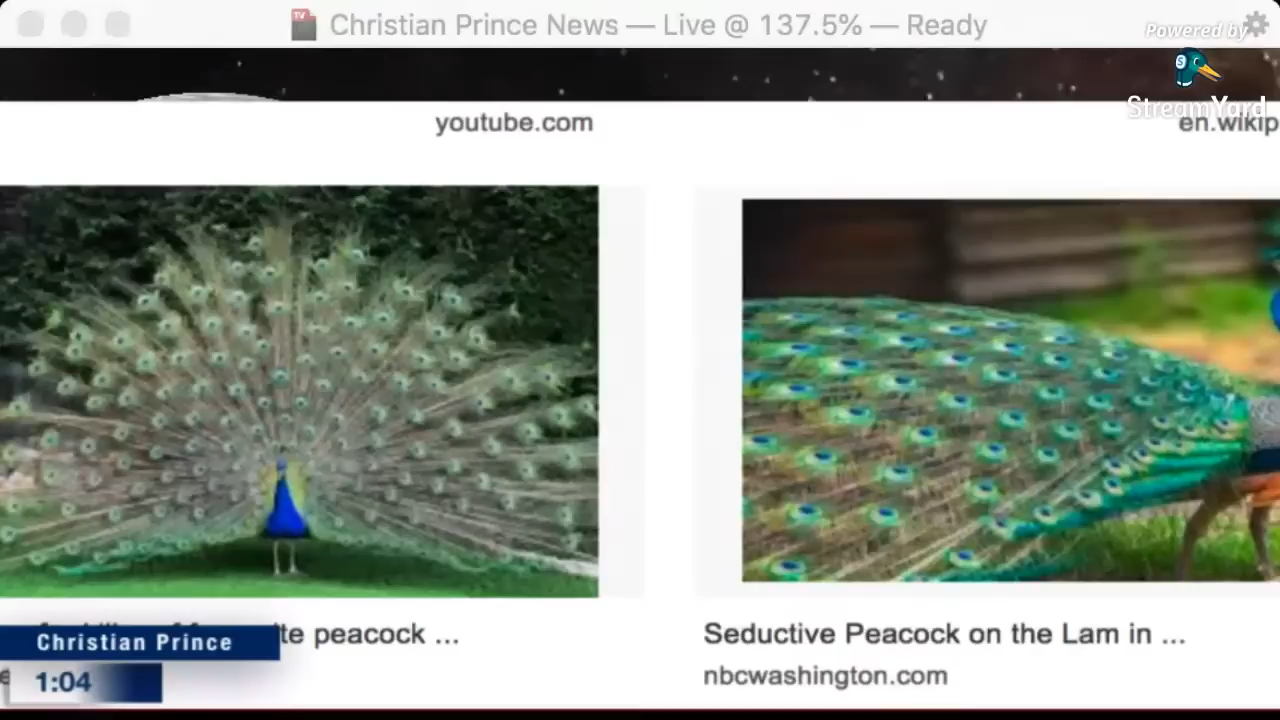 Christian Prince News — Live @ 137.5% — Ready
Powered by
StreamYard
youtube.com
en.wikip
te peacock ...
Seductive Peacock on the Lam in ...
Christian Prince
nbcwashington.com
1:04